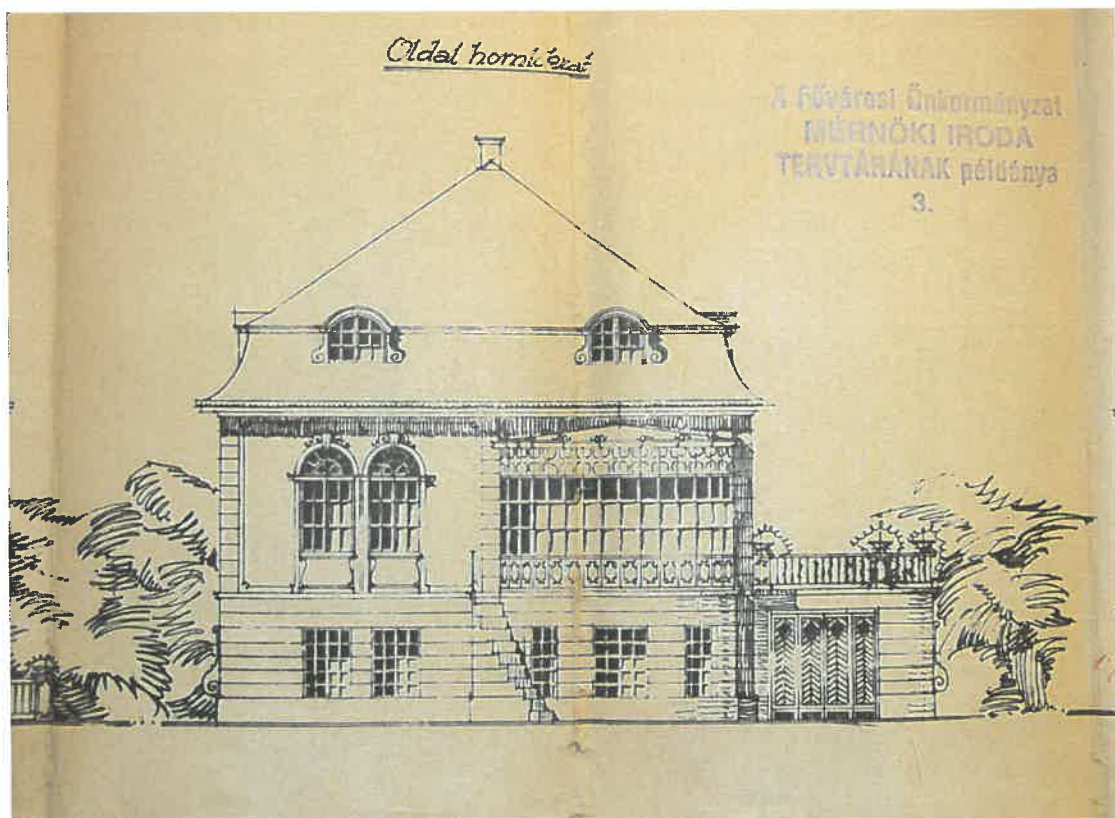 Oldal homlokzat
A Fővárosi Önkormányzat
MÉRNÖKI IRODA
TERVTÁRÁNAK példánya
3.